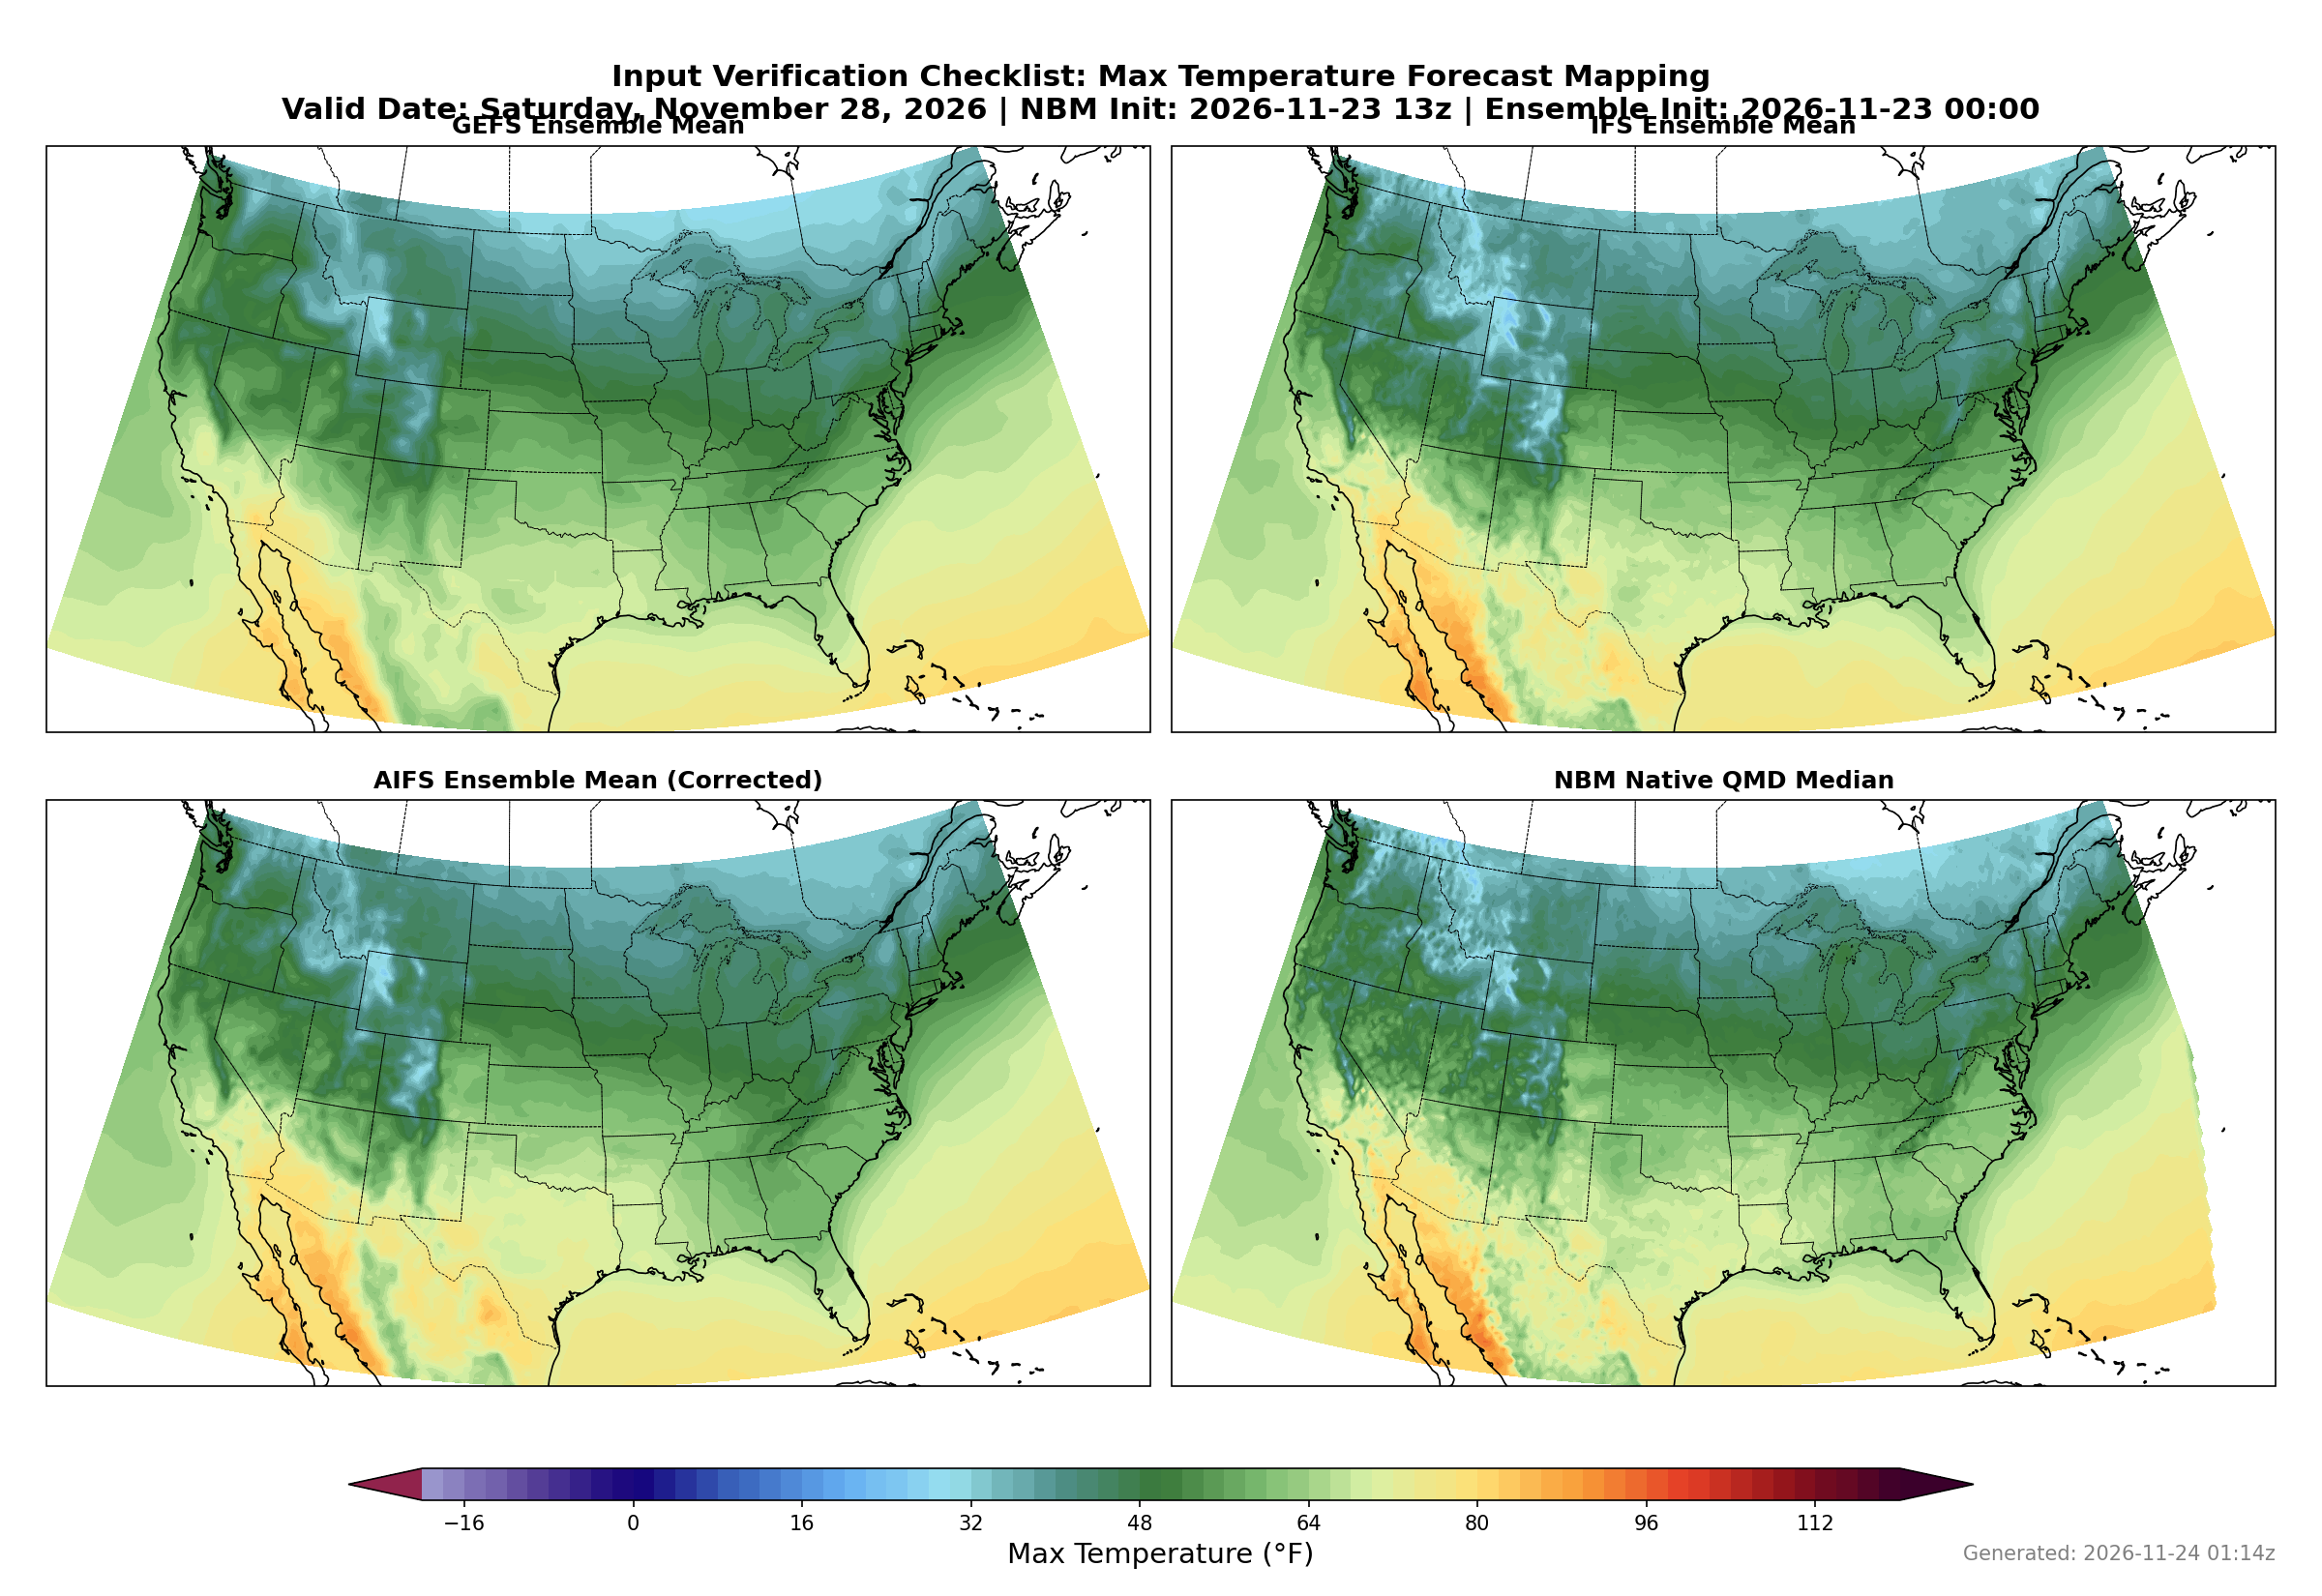 Input Verification Checklist: Max Temperature Forecast Mapping
Valid Date: Saturday, November 28, 2026 | NBM Init: 2026-11-23 13z | Ensemble Init: 2026-11-23 00:00
GEFS Ensemble Mean
IFS Ensemble Mean
AIFS Ensemble Mean (Corrected)
NBM Native QMD Median
−16 0 16 32 48 64 80 96 112
Max Temperature (°F)
Generated: 2026-11-24 01:14z